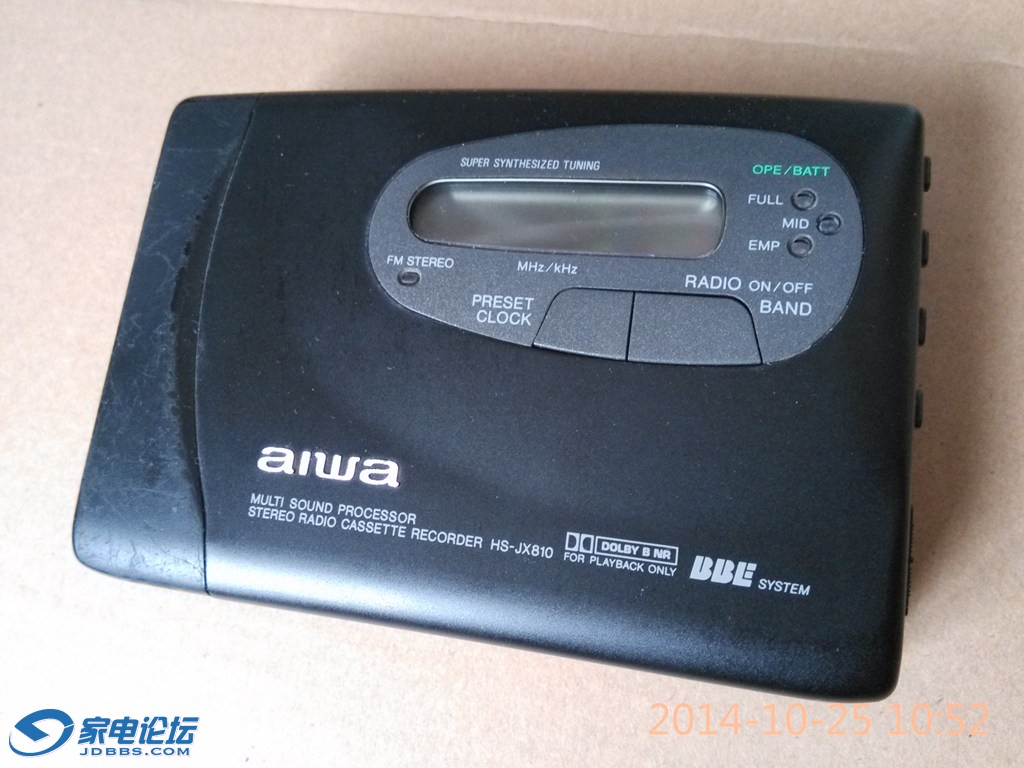 SUPER SYNTHESIZED TUNING
OPE/BATT
FULL
MID
EMP
FM STEREO
MHz/kHz
RADIO ON/OFF
BAND
PRESET
CLOCK
aiwa
MULTI SOUND PROCESSOR
STEREO RADIO CASSETTE RECORDER HS-JX810
DOLBY B NR
FOR PLAYBACK ONLY
BBE SYSTEM
2014-10-25 10:52
家电论坛
JDBBS.COM